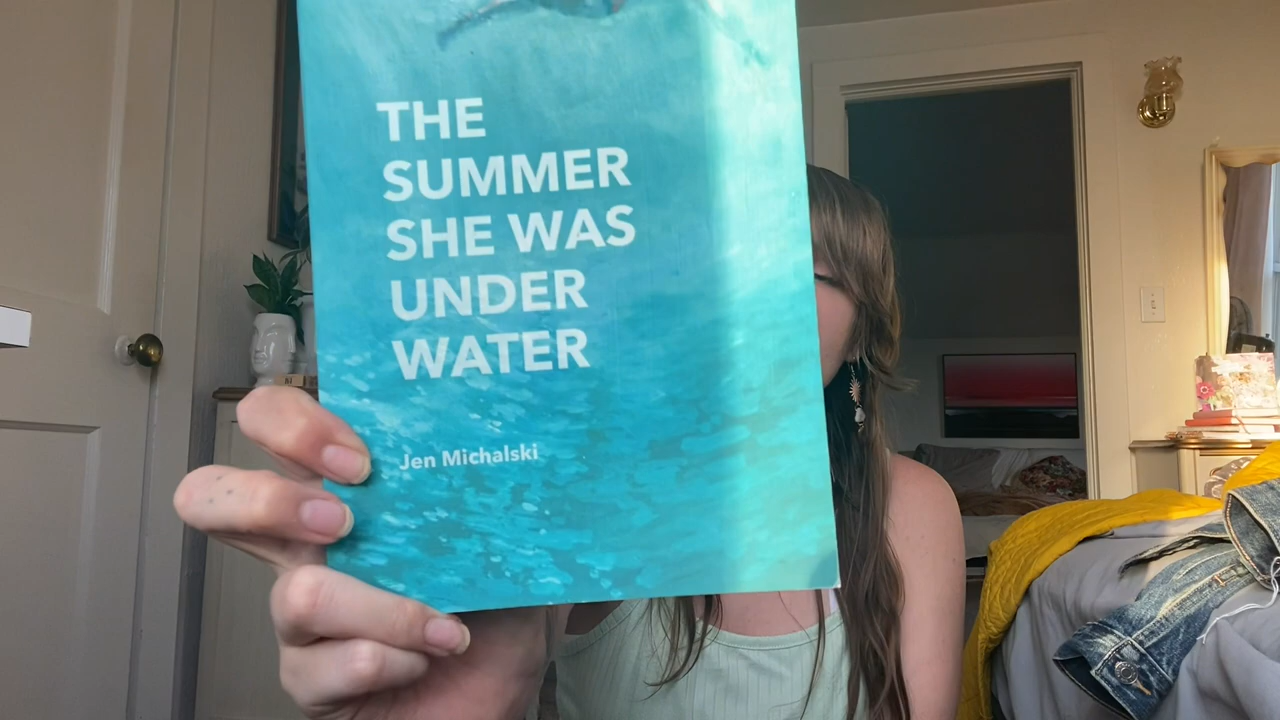 THE
SUMMER
SHE WAS
UNDER
WATER
Jen Michalski